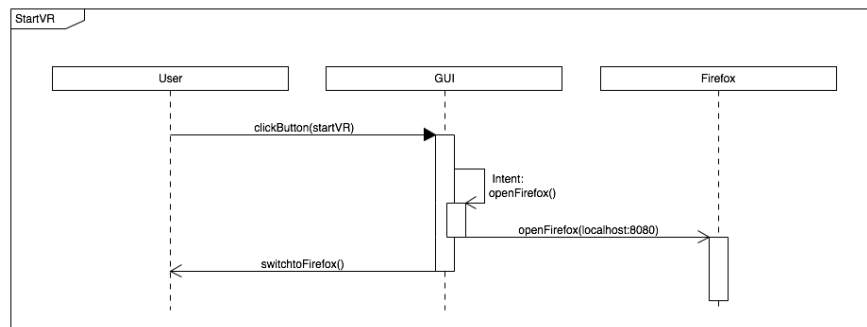 StartVR
User
GUI
Firefox
clickButton(startVR)
Intent:
openFirefox()
openFirefox(localhost:8080)
switchtoFirefox()